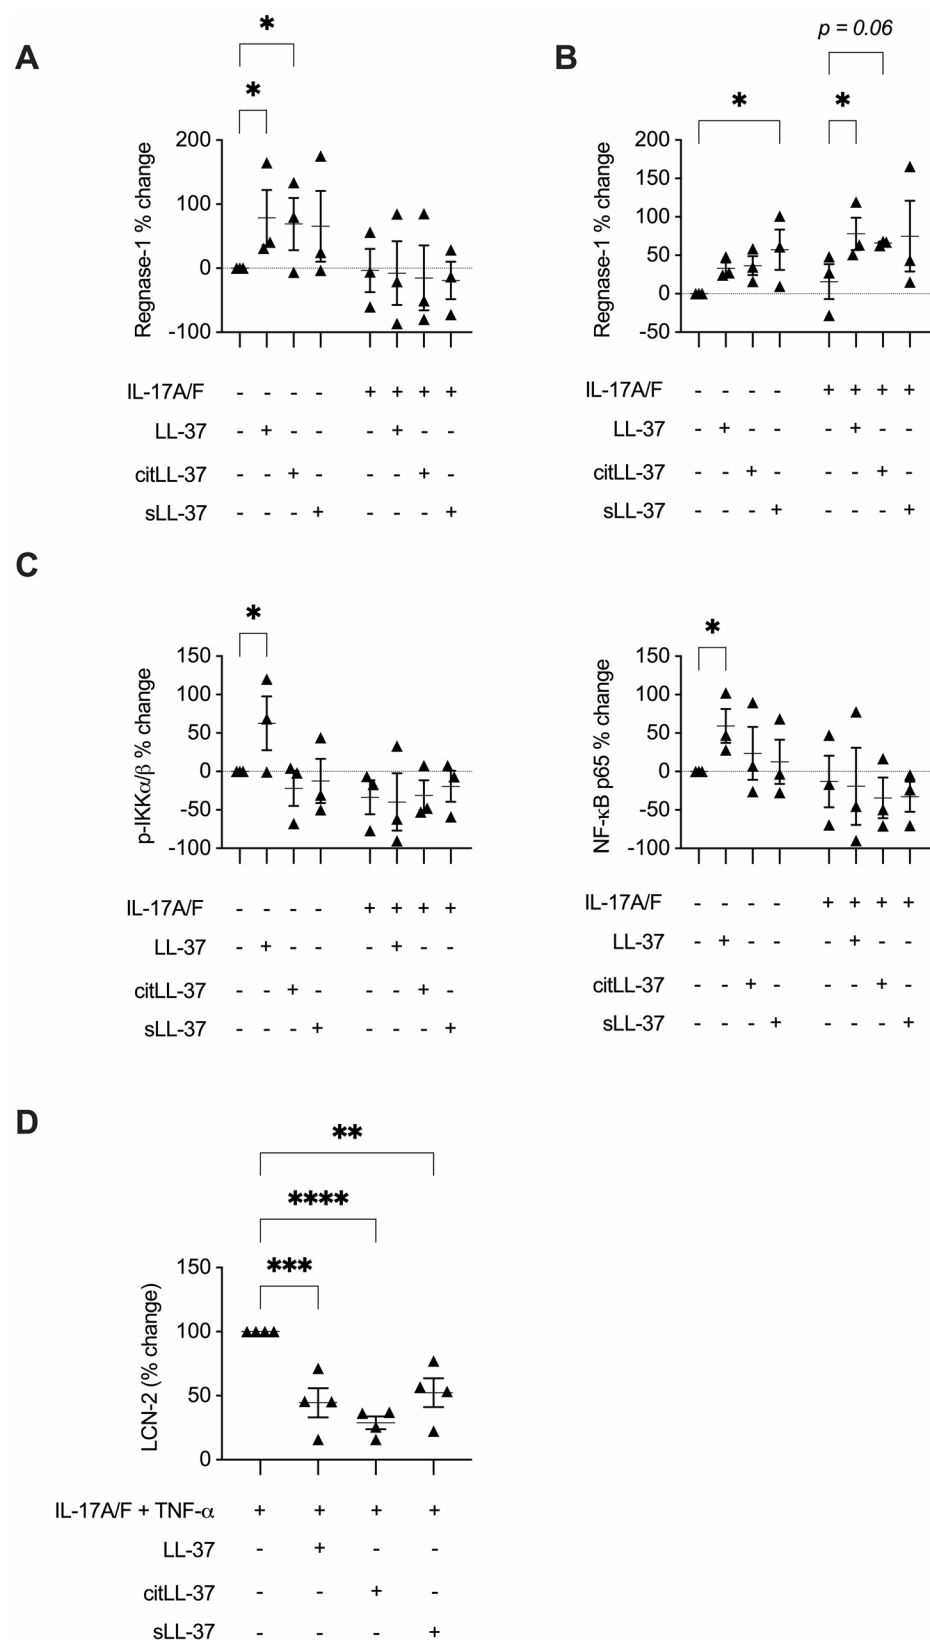 A
*
*
Regnase-1 % change
200
100
0
-100
IL-17A/F - - - - + + + +
LL-37 - + - - - + - -
citLL-37 - - + - - - + -
sLL-37 - - - + - - - +
B
p = 0.06
*
*
Regnase-1 % change
200
150
100
50
0
-50
IL-17A/F - - - - + + + +
LL-37 - + - - - + - -
citLL-37 - - + - - - + -
sLL-37 - - - + - - - +
C
*
p-IKKα/β % change
150
100
50
0
-50
-100
IL-17A/F - - - - + + + +
LL-37 - + - - - + - -
citLL-37 - - + - - - + -
sLL-37 - - - + - - - +
*
NF-κB p65 % change
150
100
50
0
-50
-100
IL-17A/F - - - - + + + +
LL-37 - + - - - + - -
citLL-37 - - + - - - + -
sLL-37 - - - + - - - +
D
**
****
***
LCN-2 (% change)
150
100
50
0
IL-17A/F + TNF-α + + + +
LL-37 - + - -
citLL-37 - - + -
sLL-37 - - - +